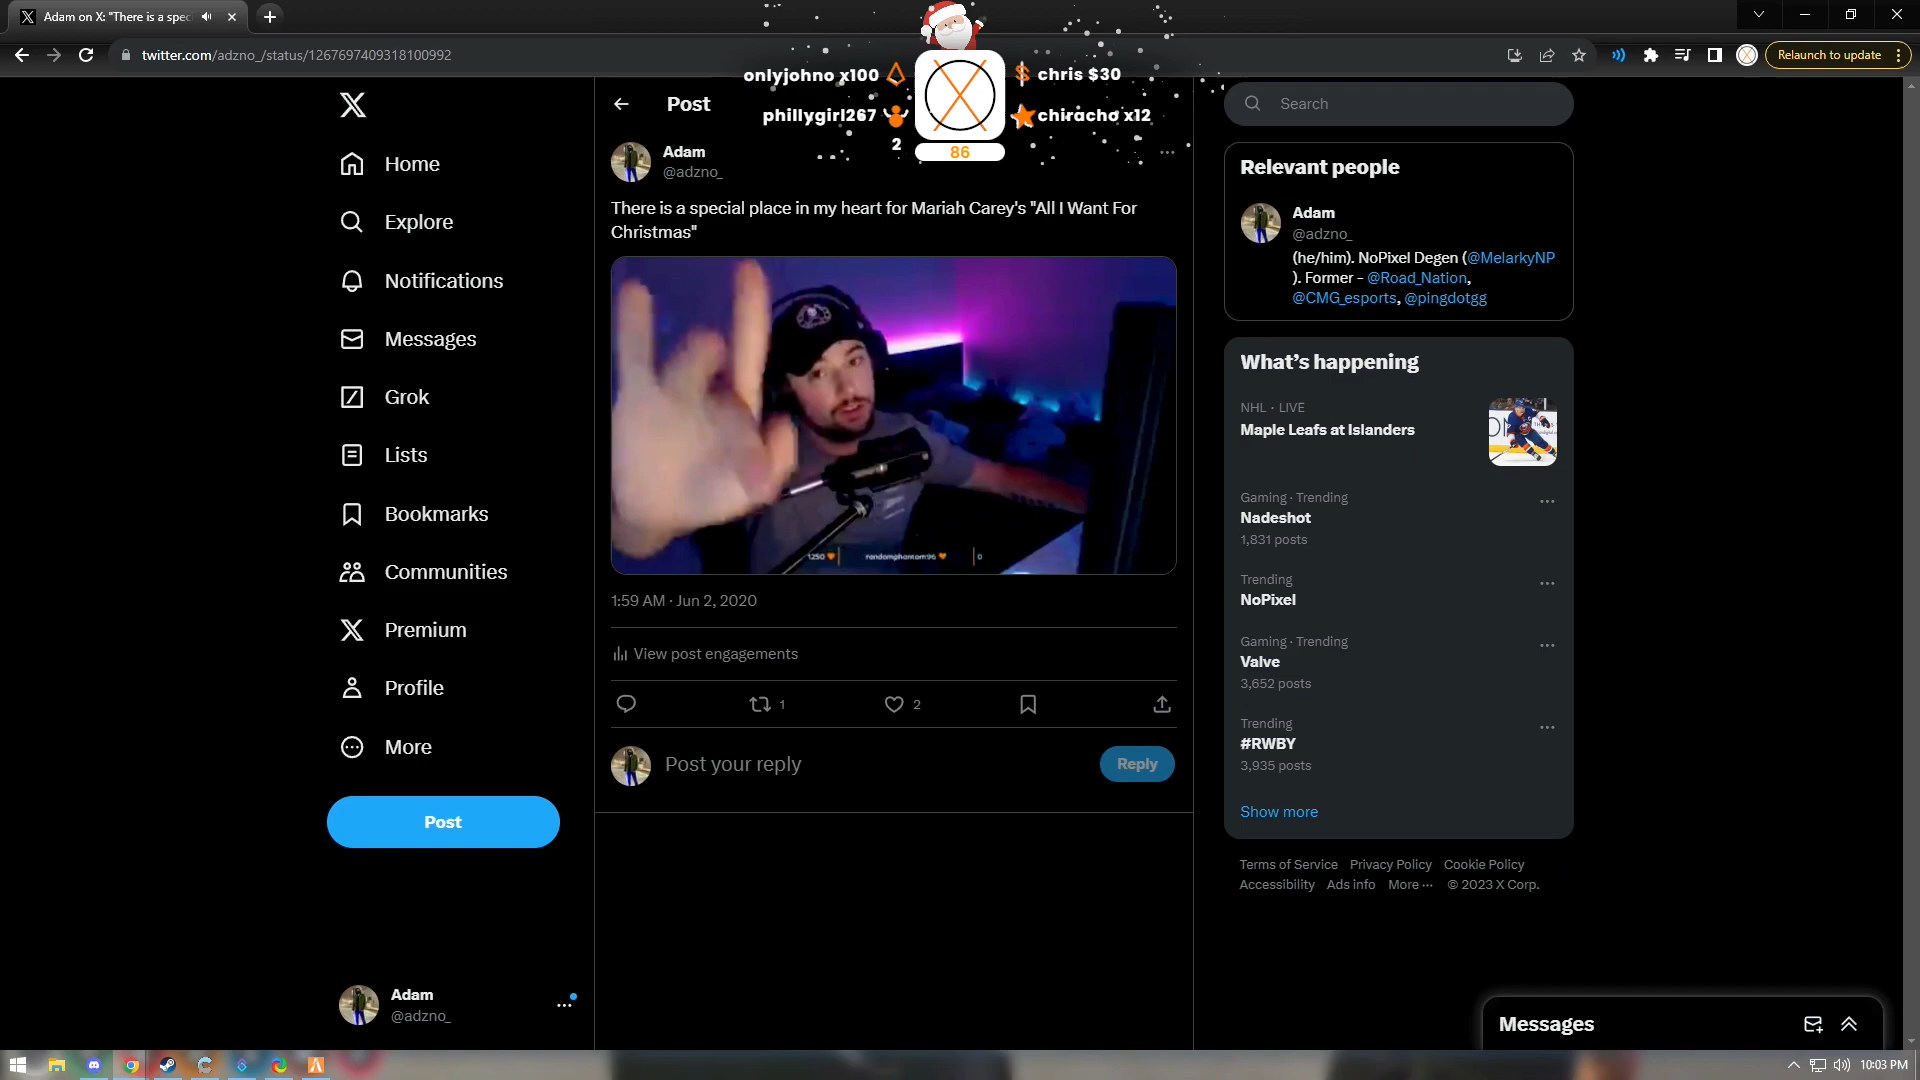 Adam on X: "There is a spec
twitter.com/adzno_/status/1267697409318100992
Relaunch to update
onlyjohno x100
chris $30
phillygirl267
chiracho x12
2
86
Home
Explore
Notifications
Messages
Grok
Lists
Bookmarks
Communities
Premium
Profile
More
Post
Adam
@adzno_
Post
Adam
@adzno_
There is a special place in my heart for Mariah Carey's "All I Want For
Christmas"
1250
randomphantom96
0
1:59 AM · Jun 2, 2020
View post engagements
1
2
Post your reply
Reply
Search
Relevant people
Adam
@adzno_
(he/him). NoPixel Degen (@MelarkyNP
). Former - @Road_Nation,
@CMG_esports, @pingdotgg
What's happening
NHL · LIVE
Maple Leafs at Islanders
Gaming · Trending
Nadeshot
1,831 posts
Trending
NoPixel
Gaming · Trending
Valve
3,652 posts
Trending
#RWBY
3,935 posts
Show more
Terms of Service Privacy Policy Cookie Policy
Accessibility Ads info More ··· © 2023 X Corp.
Messages
10:03 PM